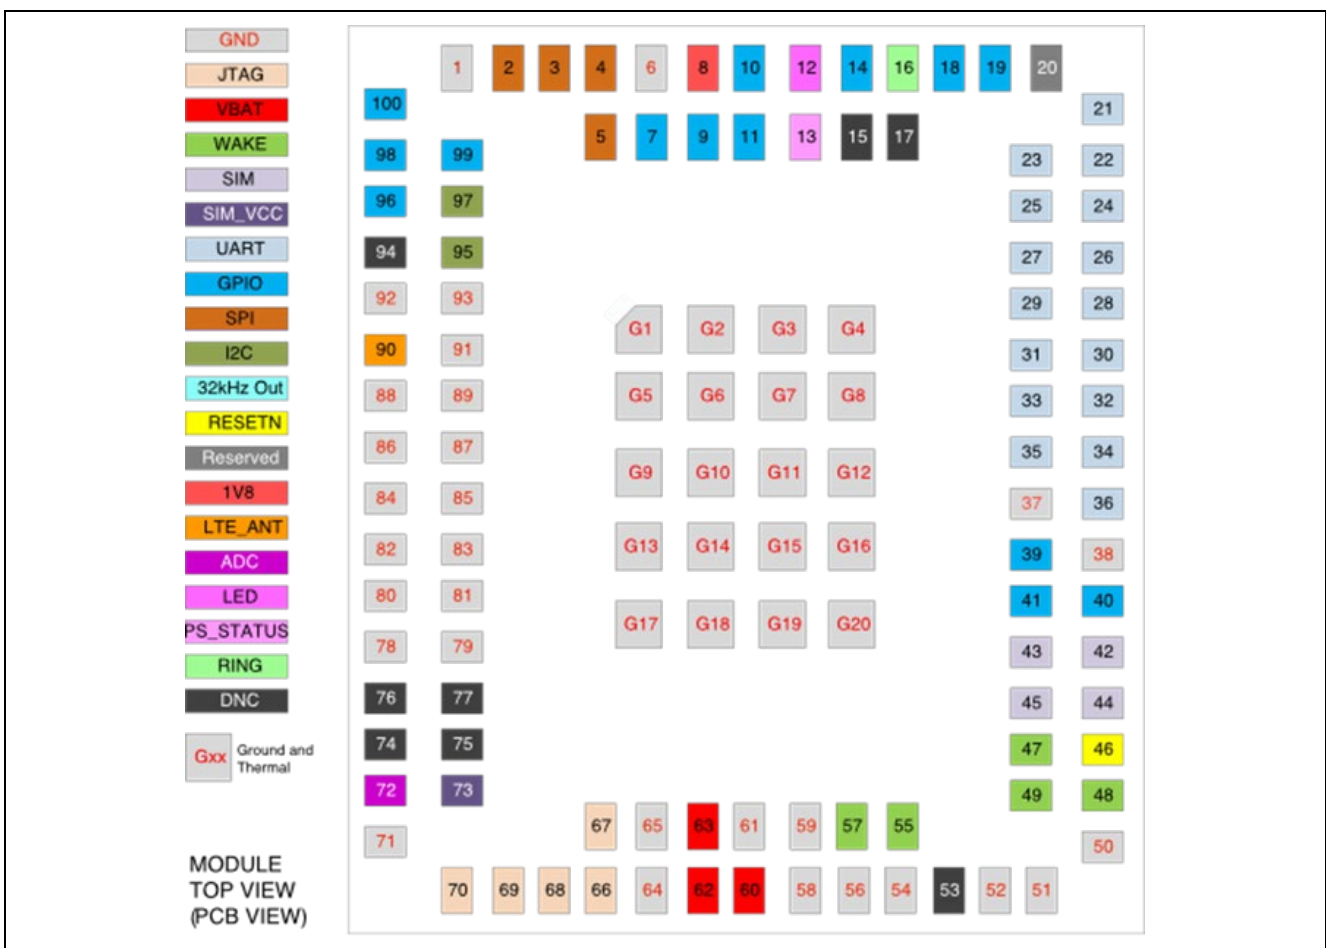 GND
JTAG
VBAT
WAKE
SIM
SIM_VCC
UART
GPIO
SPI
I2C
32kHz Out
RESETN
Reserved
1V8
LTE_ANT
ADC
LED
PS_STATUS
RING
DNC
Gxx Ground and
Thermal
MODULE
TOP VIEW
(PCB VIEW)
1 2 3 4 6 8 10 12 14 16 18 19 20
100 21
5 7 9 11 13 15 17
98 99 23 22
96 97 25 24
94 95 27 26
92 93 29 28
G1 G2 G3 G4
90 91 31 30
88 89 G5 G6 G7 G8 33 32
86 87 35 34
G9 G10 G11 G12
84 85 37 36
82 83 G13 G14 G15 G16 39 38
80 81 41 40
G17 G18 G19 G20
78 79 43 42
76 77 45 44
74 75 47 46
72 73 49 48
67 65 63 61 59 57 55
71 50
70 69 68 66 64 62 60 58 56 54 53 52 51